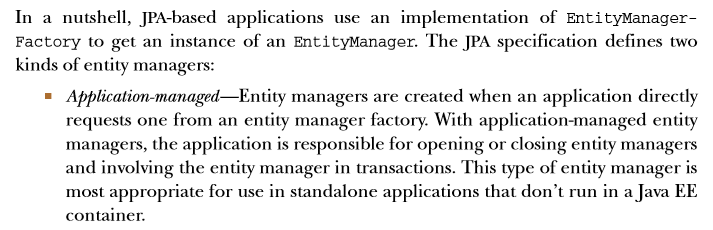 In a nutshell, JPA-based applications use an implementation of EntityManager-
Factory to get an instance of an EntityManager. The JPA specification defines two
kinds of entity managers:
▪ Application-managed—Entity managers are created when an application directly
requests one from an entity manager factory. With application-managed entity
managers, the application is responsible for opening or closing entity managers
and involving the entity manager in transactions. This type of entity manager is
most appropriate for use in standalone applications that don't run in a Java EE
container.